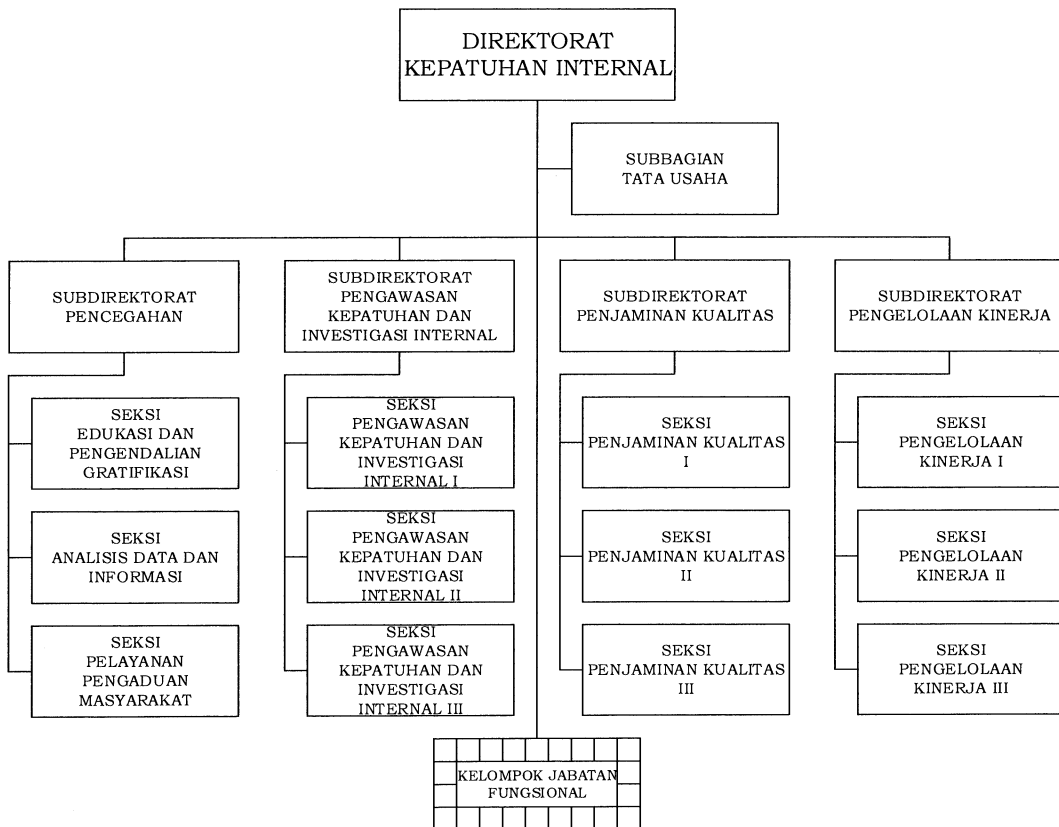 DIREKTORAT
KEPATUHAN INTERNAL
SUBBAGIAN
TATA USAHA
SUBDIREKTORAT
PENCEGAHAN
SUBDIREKTORAT
PENGAWASAN
KEPATUHAN DAN
INVESTIGASI INTERNAL
SUBDIREKTORAT
PENJAMINAN KUALITAS
SUBDIREKTORAT
PENGELOLAAN KINERJA
SEKSI
EDUKASI DAN
PENGENDALIAN
GRATIFIKASI
SEKSI
PENGAWASAN
KEPATUHAN DAN
INVESTIGASI
INTERNAL I
SEKSI
PENJAMINAN KUALITAS
I
SEKSI
PENGELOLAAN
KINERJA I
SEKSI
ANALISIS DATA DAN
INFORMASI
SEKSI
PENGAWASAN
KEPATUHAN DAN
INVESTIGASI
INTERNAL II
SEKSI
PENJAMINAN KUALITAS
II
SEKSI
PENGELOLAAN
KINERJA II
SEKSI
PELAYANAN
PENGADUAN
MASYARAKAT
SEKSI
PENGAWASAN
KEPATUHAN DAN
INVESTIGASI
INTERNAL III
SEKSI
PENJAMINAN KUALITAS
III
SEKSI
PENGELOLAAN
KINERJA III
KELOMPOK JABATAN
FUNGSIONAL